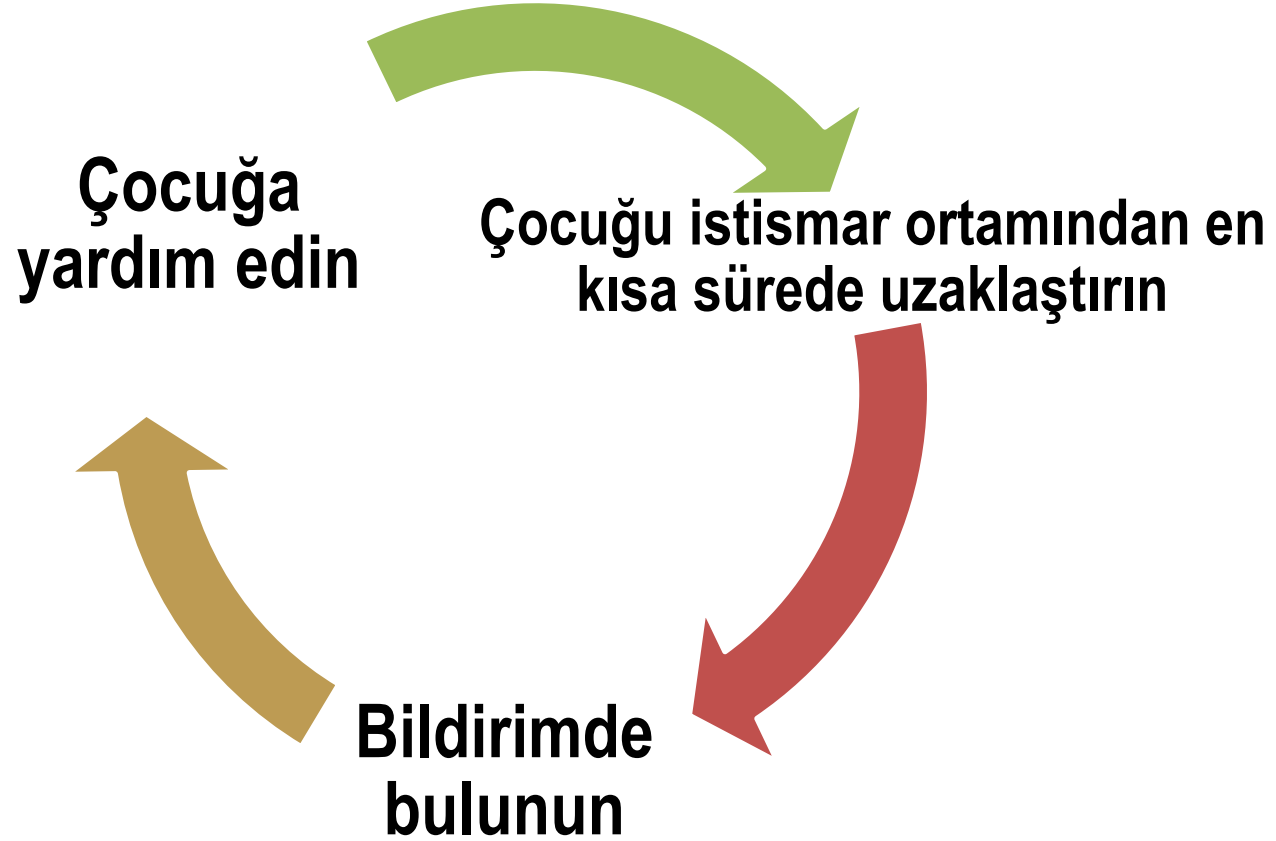 Çocuğa
yardım edin
Çocuğu istismar ortamından en
kısa sürede uzaklaştırın
Bildirimde
bulunun